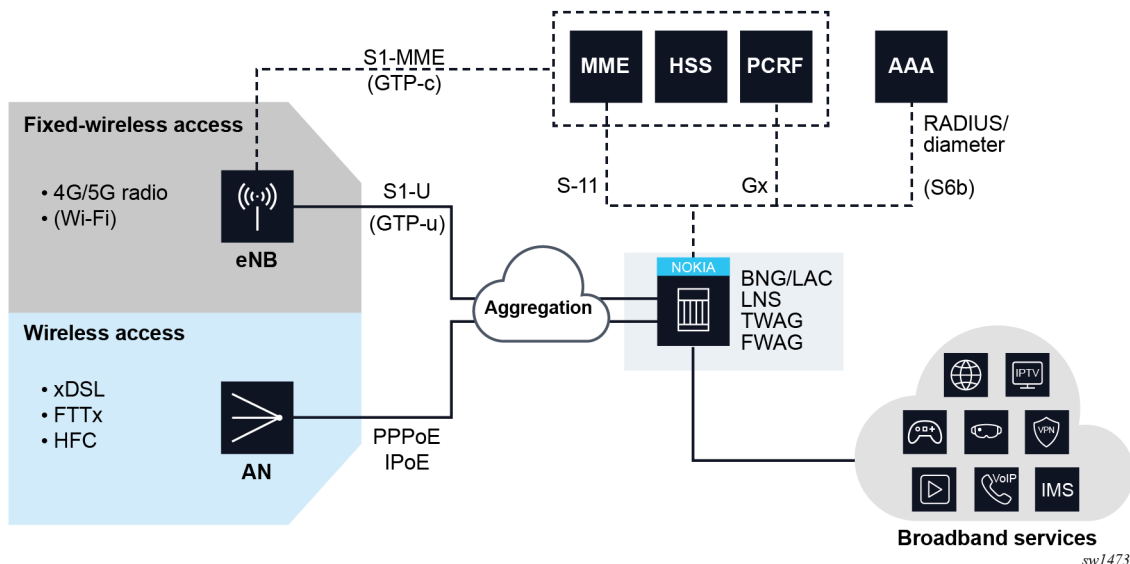 S1-MME
(GTP-c)
MME
HSS
PCRF
AAA
RADIUS/
diameter
(S6b)
Fixed-wireless access
• 4G/5G radio
• (Wi-Fi)
eNB
S1-U
(GTP-u)
S-11
Gx
Wireless access
• xDSL
• FTTx
• HFC
AN
PPPoE
IPoE
Aggregation
NOKIA
BNG/LAC
LNS
TWAG
FWAG
IPTV
VPN
VoIP
IMS
Broadband services
sw1473